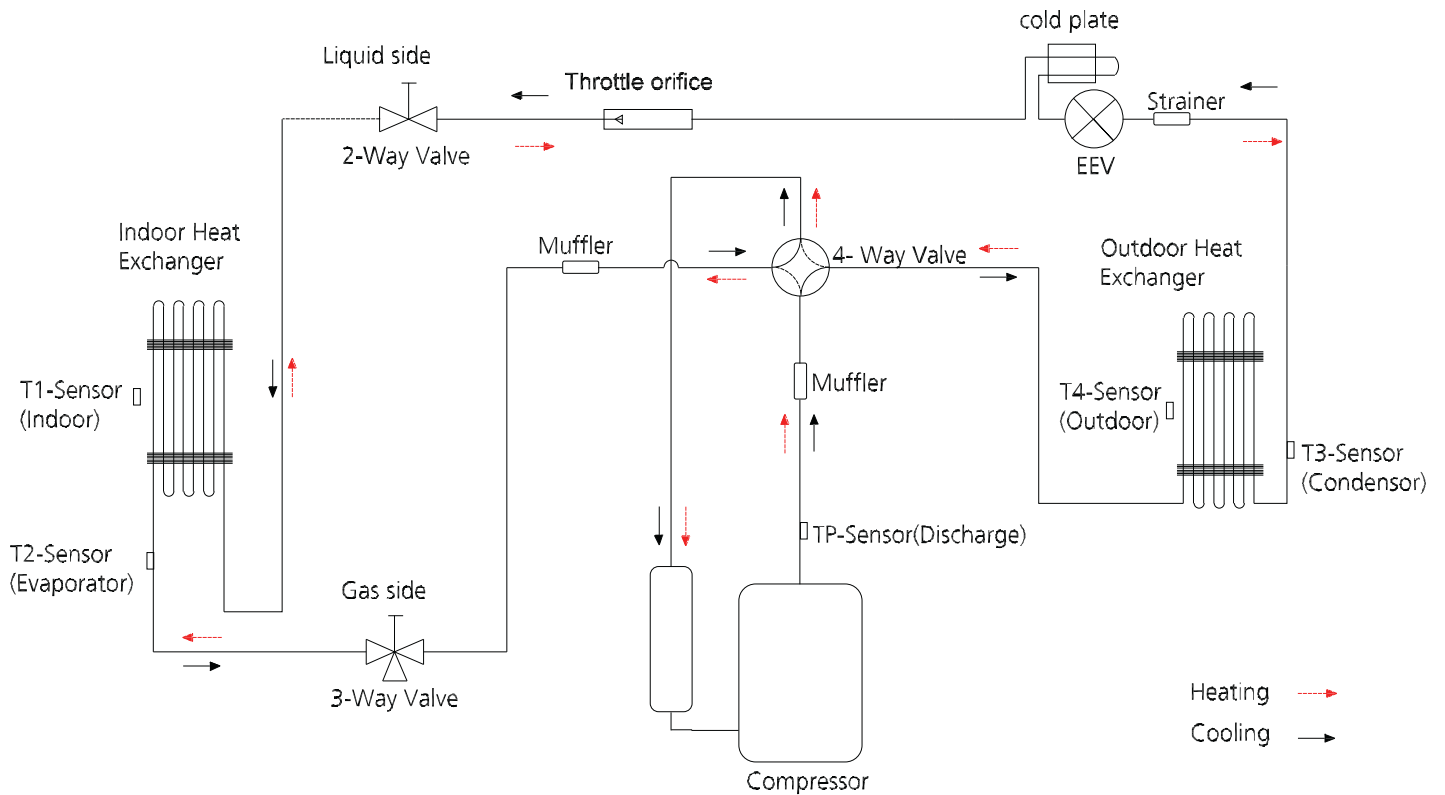 cold plate
Liquid side
Throttle orifice
Strainer
2-Way Valve
EEV
Indoor Heat
Exchanger
Muffler
4- Way Valve
Outdoor Heat
Exchanger
T1-Sensor
(Indoor)
Muffler
T4-Sensor
(Outdoor)
T3-Sensor
(Condensor)
TP-Sensor(Discharge)
T2-Sensor
(Evaporator)
Gas side
3-Way Valve
Heating
Cooling
Compressor